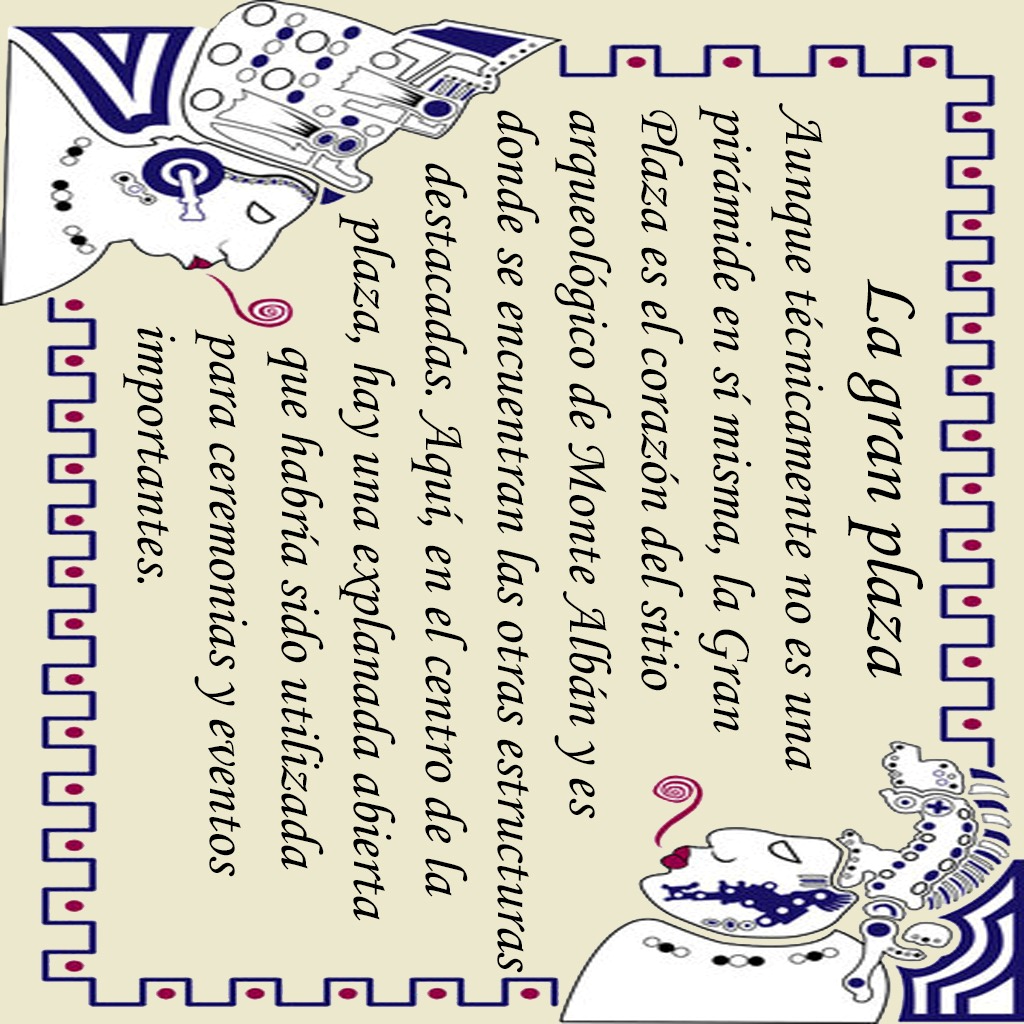 La gran plaza
Aunque técnicamente no es una
pirámide en sí misma, la Gran
Plaza es el corazón del sitio
arqueológico de Monte Albán y es
donde se encuentran las otras estructuras
destacadas. Aquí, en el centro de la
plaza, hay una explanada abierta
que habría sido utilizada
para ceremonias y eventos
importantes.